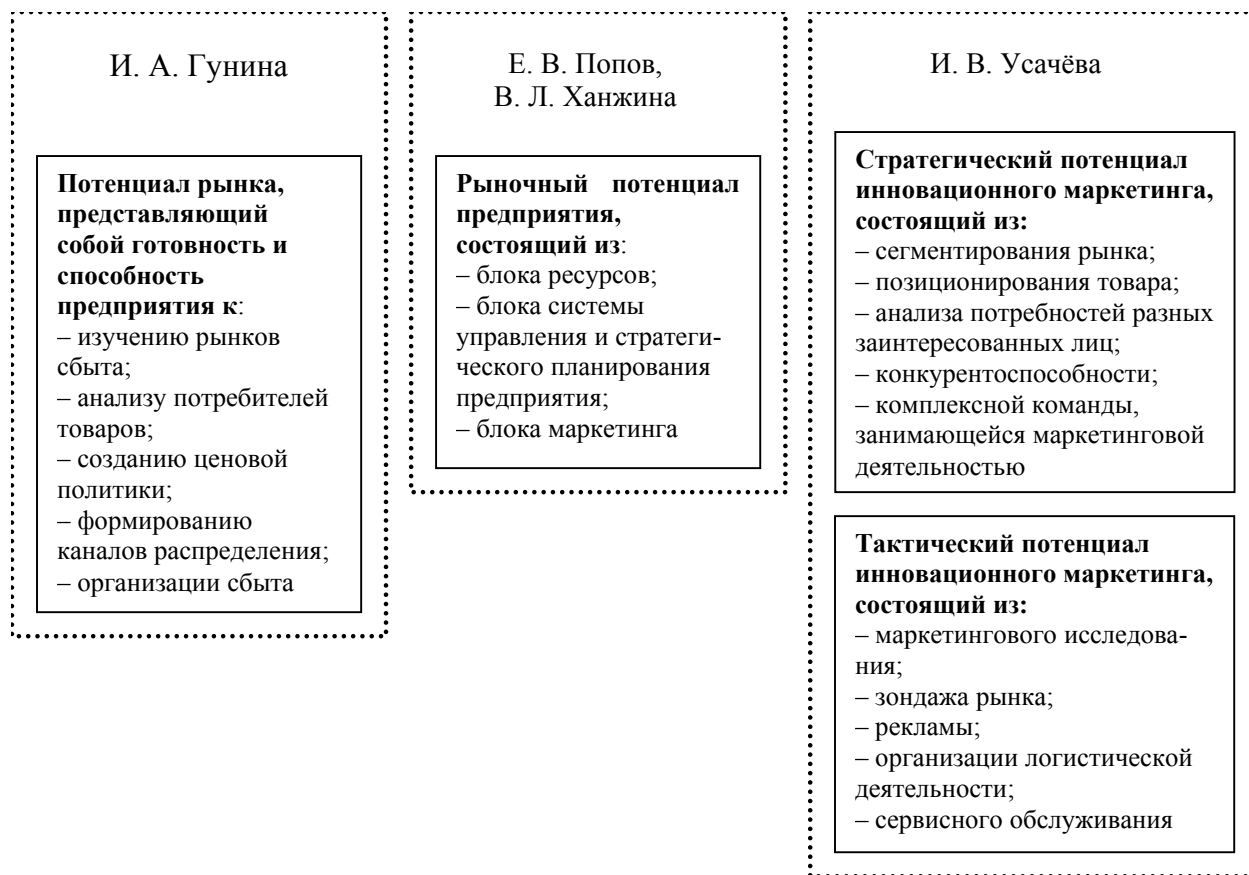 И. А. Гунина
Потенциал рынка,
представляющий
собой готовность и
способность
предприятия к:
– изучению рынков
сбыта;
– анализу потребителей
товаров;
– созданию ценовой
политики;
– формированию
каналов распределения;
– организации сбыта
Е. В. Попов,
В. Л. Ханжина
Рыночный потенциал
предприятия,
состоящий из:
– блока ресурсов;
– блока системы
управления и стратеги-
ческого планирования
предприятия;
– блока маркетинга
И. В. Усачёва
Стратегический потенциал
инновационного маркетинга,
состоящий из:
– сегментирования рынка;
– позиционирования товара;
– анализа потребностей разных
заинтересованных лиц;
– конкурентоспособности;
– комплексной команды,
занимающейся маркетинговой
деятельностью
Тактический потенциал
инновационного маркетинга,
состоящий из:
– маркетингового исследова-
ния;
– зондажа рынка;
– рекламы;
– организации логистической
деятельности;
– сервисного обслуживания